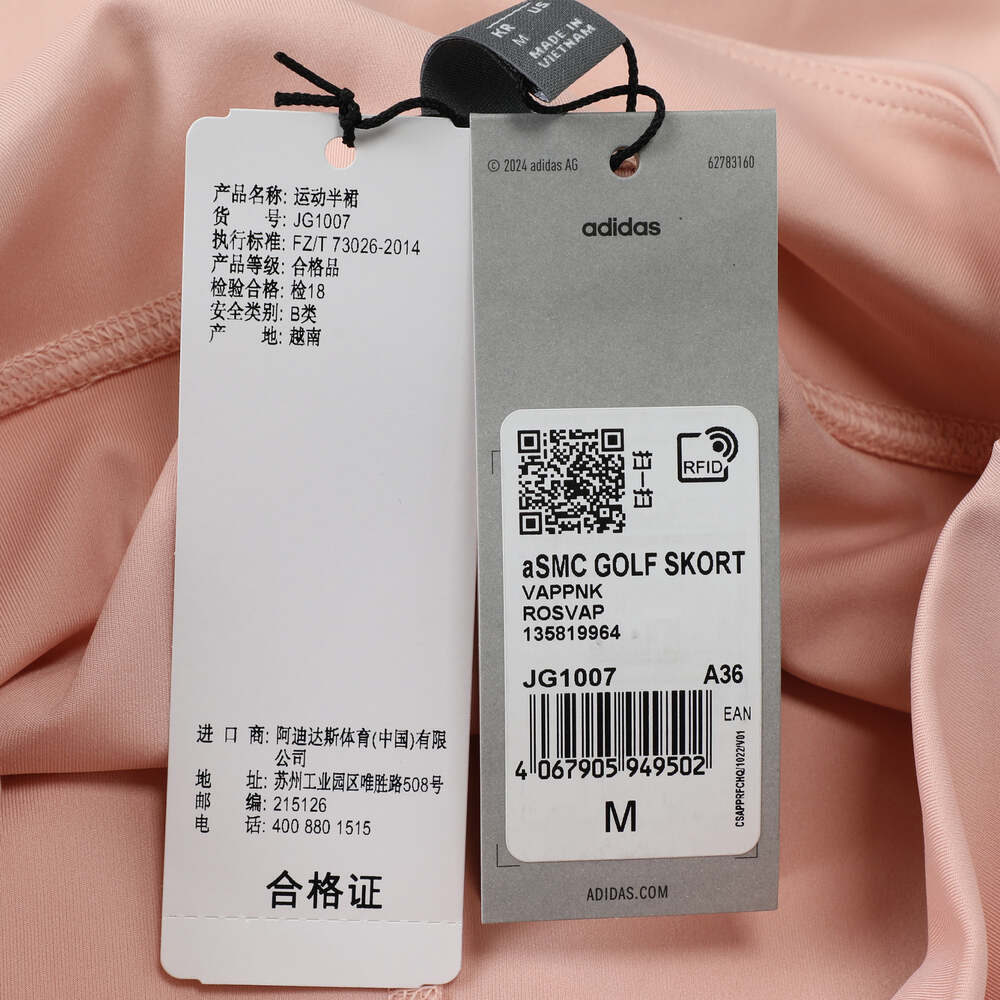 KR
US
M
MADE IN
VIETNAM
产品名称: 运动半裙
货 号: JG1007
执行标准: FZ/T 73026-2014
产品等级: 合格品
检验合格: 检18
安全类别: B类
产 地: 越南
进 口 商: 阿迪达斯体育(中国)有限
公司
地 址: 苏州工业园区唯胜路508号
邮 编: 215126
电 话: 400 880 1515
合格证
© 2024 adidas AG
62783160
adidas
扫一扫
RFID
aSMC GOLF SKORT
VAPPNK
ROSVAP
135819964
JG1007 A36
EAN
4 067905 949502
M
CSAPPRFCHQ/1022/V01
ADIDAS.COM